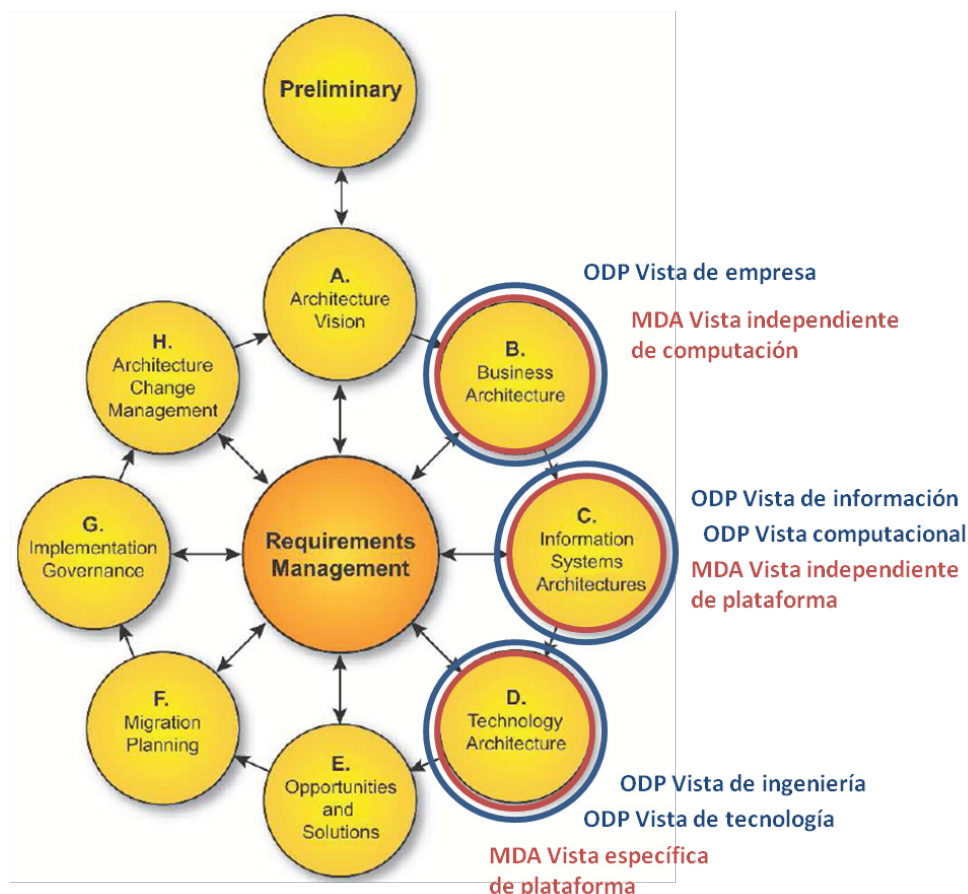 Preliminary
A.
Architecture
Vision
ODP Vista de empresa
MDA Vista independiente
de computación
B.
Business
Architecture
H.
Architecture
Change
Management
ODP Vista de información
ODP Vista computacional
MDA Vista independiente
de plataforma
C.
Information
Systems
Architectures
Requirements
Management
G.
Implementation
Governance
D.
Technology
Architecture
F.
Migration
Planning
E.
Opportunities
and
Solutions
ODP Vista de ingeniería
ODP Vista de tecnología
MDA Vista específica
de plataforma